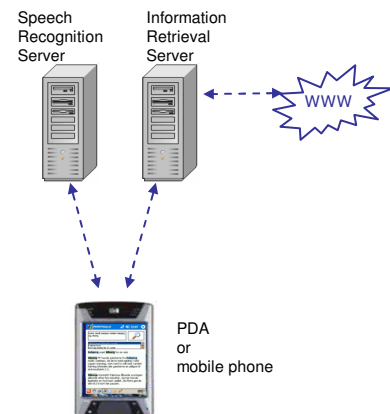 Speech
Recognition
Server
Information
Retrieval
Server
WWW
PDA
or
mobile phone